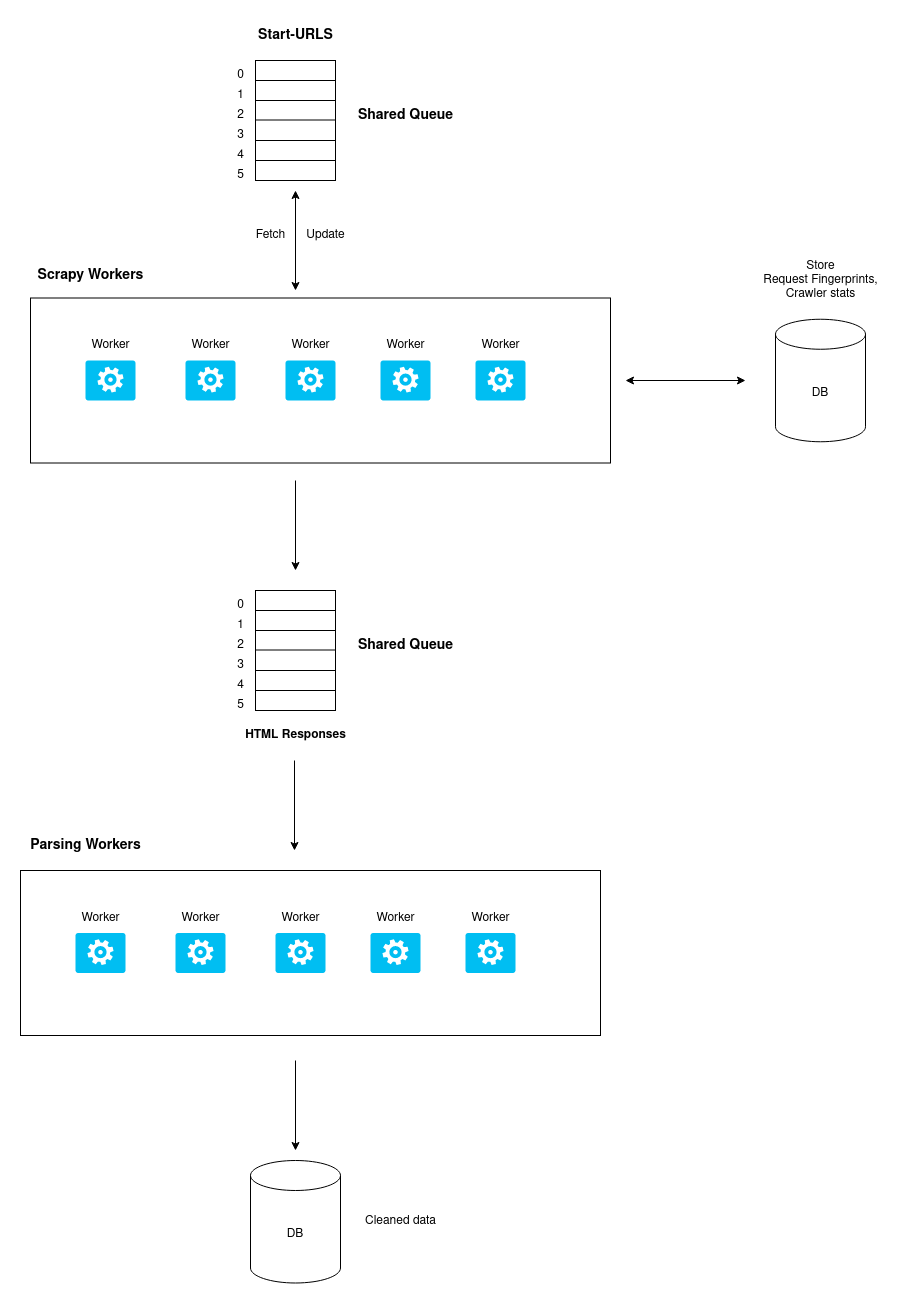 Start-URLS
0
1
2
3
4
5
Shared Queue
Fetch
Update
Scrapy Workers
Store
Request Fingerprints,
Crawler stats
Worker
Worker
Worker
Worker
Worker
DB
0
1
2
3
4
5
Shared Queue
HTML Responses
Parsing Workers
Worker
Worker
Worker
Worker
Worker
DB
Cleaned data